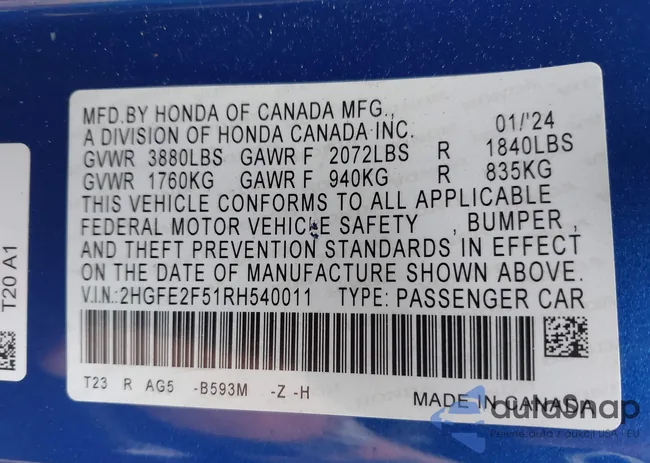 MFD.BY HONDA OF CANADA MFG.,
A DIVISION OF HONDA CANADA INC. 01/'24
GVWR 3880LBS GAWR F 2072LBS R 1840LBS
GVWR 1760KG GAWR F 940KG R 835KG
THIS VEHICLE CONFORMS TO ALL APPLICABLE
FEDERAL MOTOR VEHICLE SAFETY , BUMPER ,
AND THEFT PREVENTION STANDARDS IN EFFECT
ON THE DATE OF MANUFACTURE SHOWN ABOVE.
V.I.N.:2HGFE2F51RH540011 TYPE: PASSENGER CAR
T23 R AG5 -B593M -Z -H
MADE IN CANADA
T20 A1
autoSnap